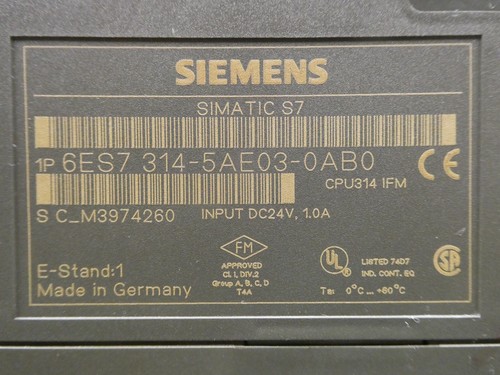 SIEMENS
SIMATIC S7
1P 6ES7 314-5AE03-0AB0
CE
CPU314 IFM
S C_M3974260 INPUT DC24V, 1.0A
FM
APPROVED
CL I, DIV.2
Group A, B, C, D
T4A
UL
LISTED 74D7
IND. CONT. EQ
SA
E-Stand:1
Made in Germany
Ta: 0°C ... +60°C